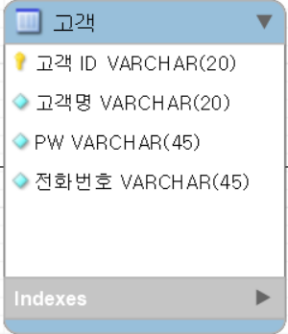 고객
고객 ID VARCHAR(20)
고객명 VARCHAR(20)
PW VARCHAR(45)
전화번호 VARCHAR(45)
Indexes